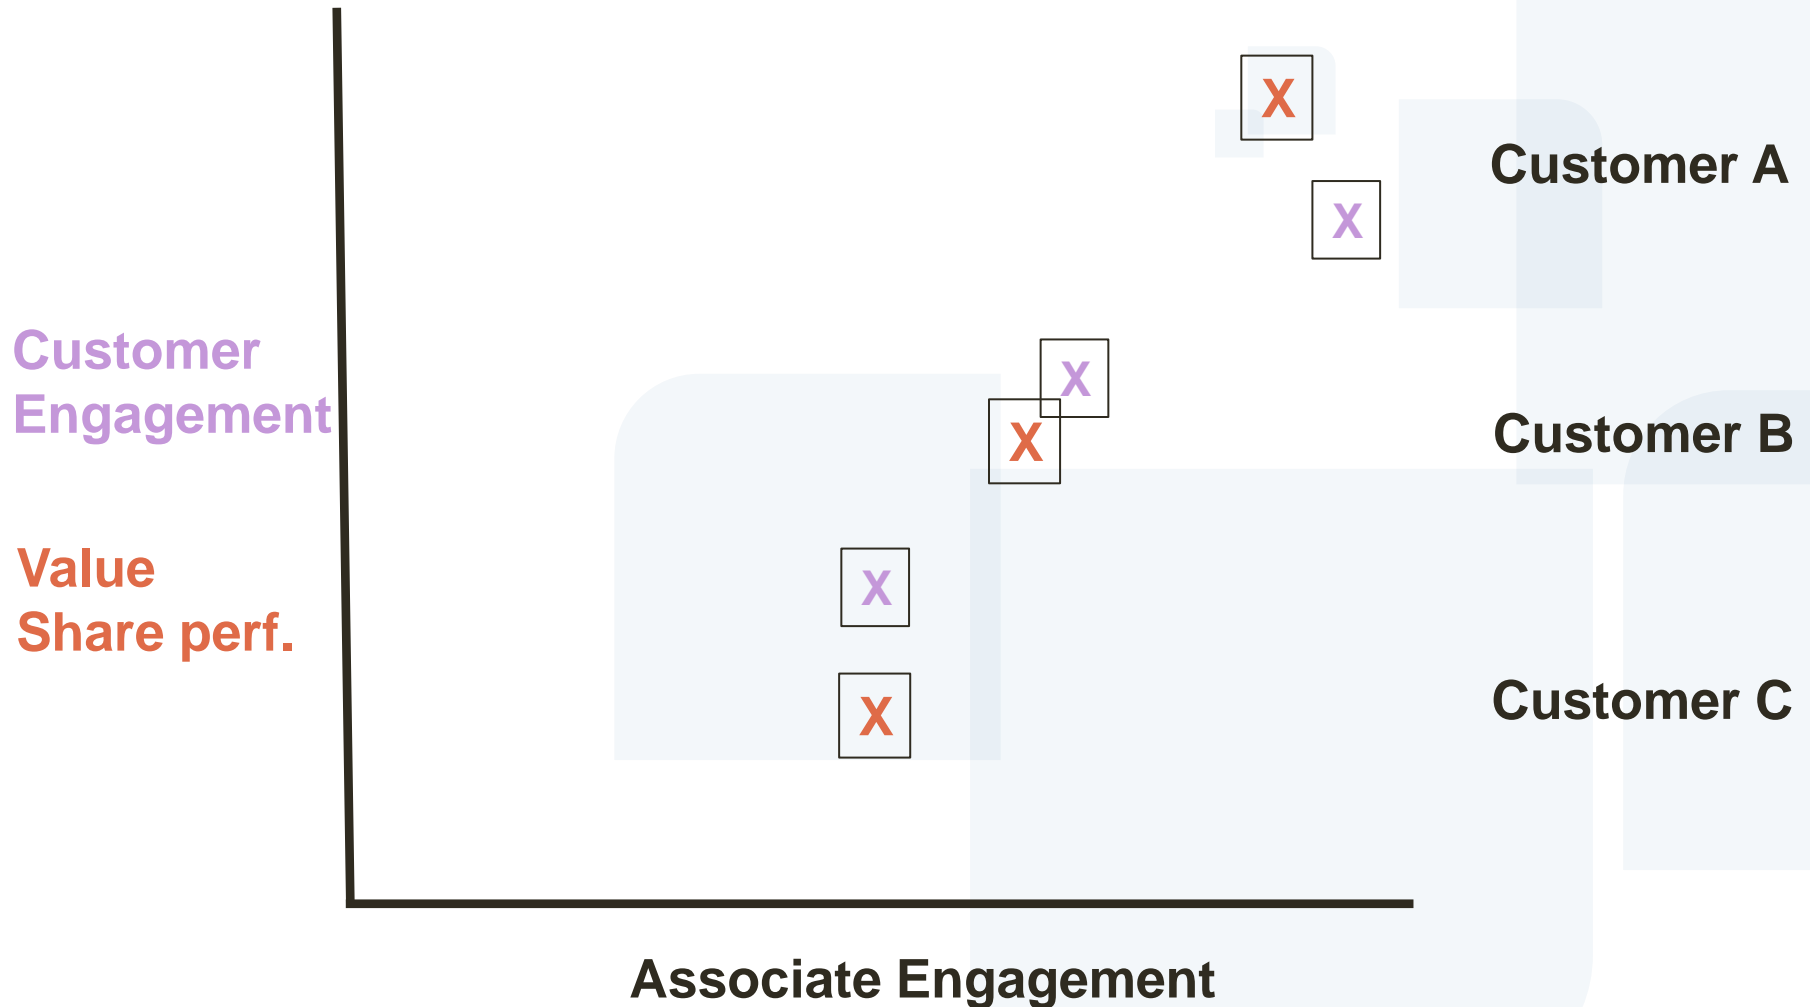 X
Customer A
X
Customer
Engagement
X
X
Customer B
Value
Share perf.
X
X
Customer C
Associate Engagement